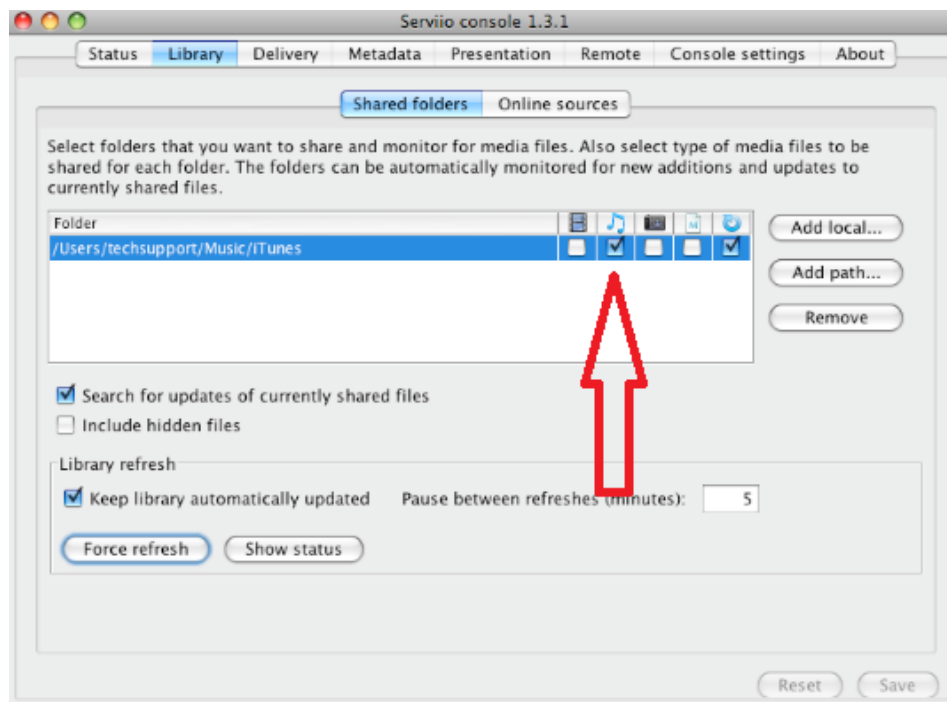 Serviio console 1.3.1
Status Library Delivery Metadata Presentation Remote Console settings About
Shared folders Online sources
Select folders that you want to share and monitor for media files. Also select type of media files to be
shared for each folder. The folders can be automatically monitored for new additions and updates to
currently shared files.
Folder
/Users/techsupport/Music/iTunes
Add local...
Add path...
Remove
Search for updates of currently shared files
Include hidden files
Library refresh
Keep library automatically updated Pause between refreshes (minutes): 5
Force refresh Show status
Reset Save